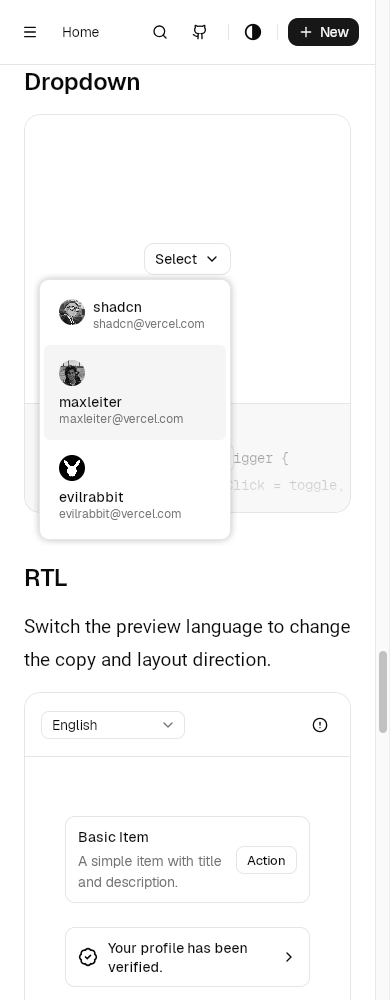 Home
New
Dropdown
Select
shadcn
shadcn@vercel.com
maxleiter
maxleiter@vercel.com
evilrabbit
evilrabbit@vercel.com
igger {
Click = toggle,
RTL
Switch the preview language to change
the copy and layout direction.
English
Basic Item
A simple item with title
and description.
Action
Your profile has been
verified.